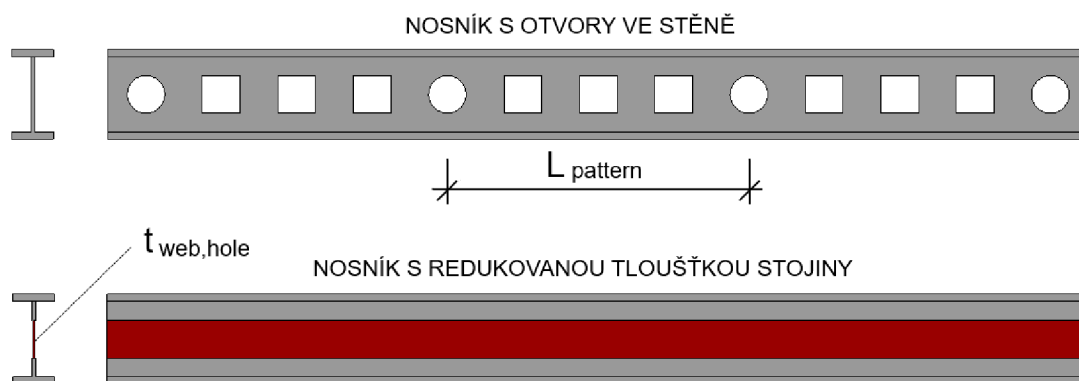 NOSNÍK S OTVORY VE STĚNĚ
L pattern
t web,hole
NOSNÍK S REDUKOVANOU TLOUŠŤKOU STOJINY